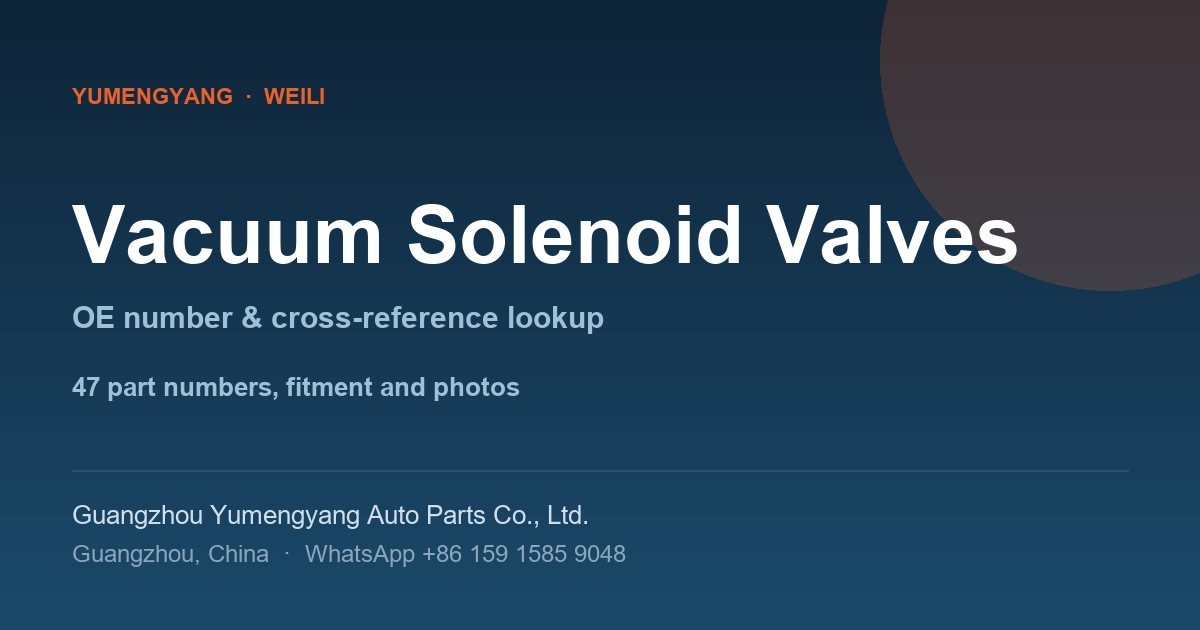 YUMENGYANG · WEILI
Vacuum Solenoid Valves
OE number & cross-reference lookup
47 part numbers, fitment and photos
Guangzhou Yumengyang Auto Parts Co., Ltd.
Guangzhou, China · WhatsApp +86 159 1585 9048